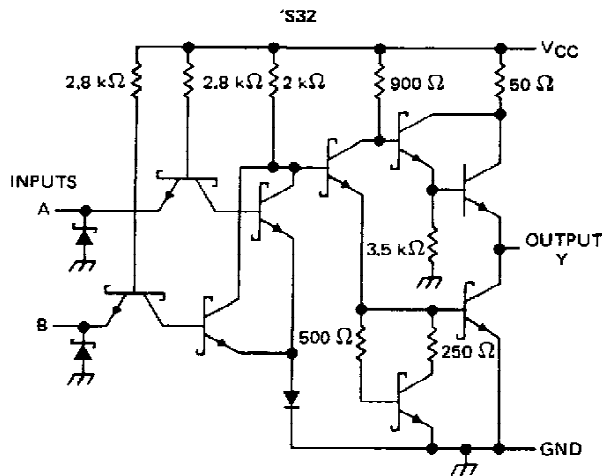 'S32
VCC
2.8 kΩ
2.8 kΩ
2 kΩ
900 Ω
50 Ω
INPUTS
A
3.5 kΩ
OUTPUT
Y
B
500 Ω
250 Ω
GND